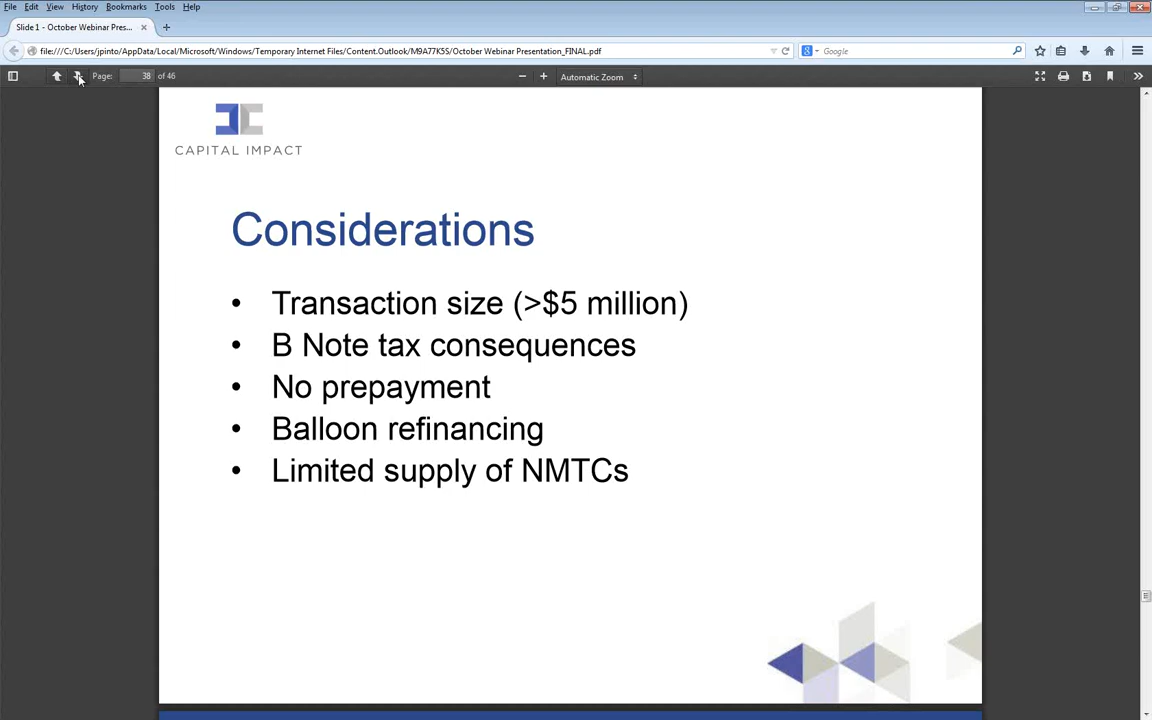 File Edit View History Bookmarks Tools Help
Slide 1 - October Webinar Pres...
file:///C:/Users/jpinto/AppData/Local/Microsoft/Windows/Temporary Internet Files/Content.Outlook/M9A77K5S/October Webinar Presentation_FINAL.pdf
Google
Page: 38 of 46
Automatic Zoom
CAPITAL IMPACT
Considerations
• Transaction size (>$5 million)
• B Note tax consequences
• No prepayment
• Balloon refinancing
• Limited supply of NMTCs